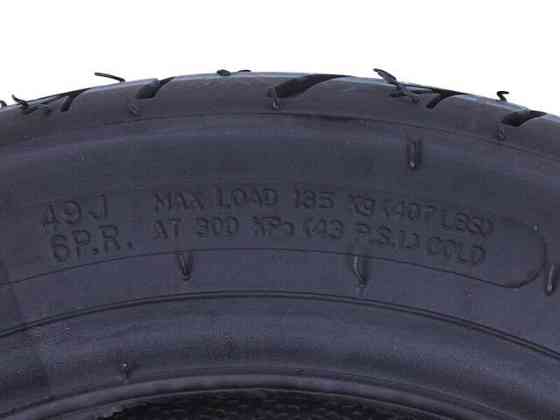 49J MAX LOAD 185 KG (407 LBS)
6P.R. AT 300 KPa (43 P.S.I.) COLD